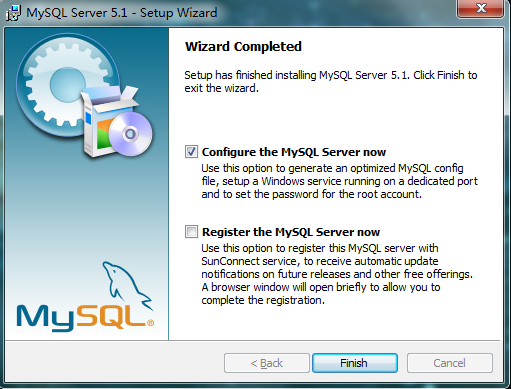 MySQL Server 5.1 - Setup Wizard
Wizard Completed
Setup has finished installing MySQL Server 5.1. Click Finish to
exit the wizard.
Configure the MySQL Server now
Use this option to generate an optimized MySQL config
file, setup a Windows service running on a dedicated port
and to set the password for the root account.
Register the MySQL Server now
Use this option to register this MySQL server with
SunConnect service, to receive automatic update
notifications on future releases and other free offerings.
A browser window will open briefly to allow you to
complete the registration.
MySQL®
< Back
Finish
Cancel